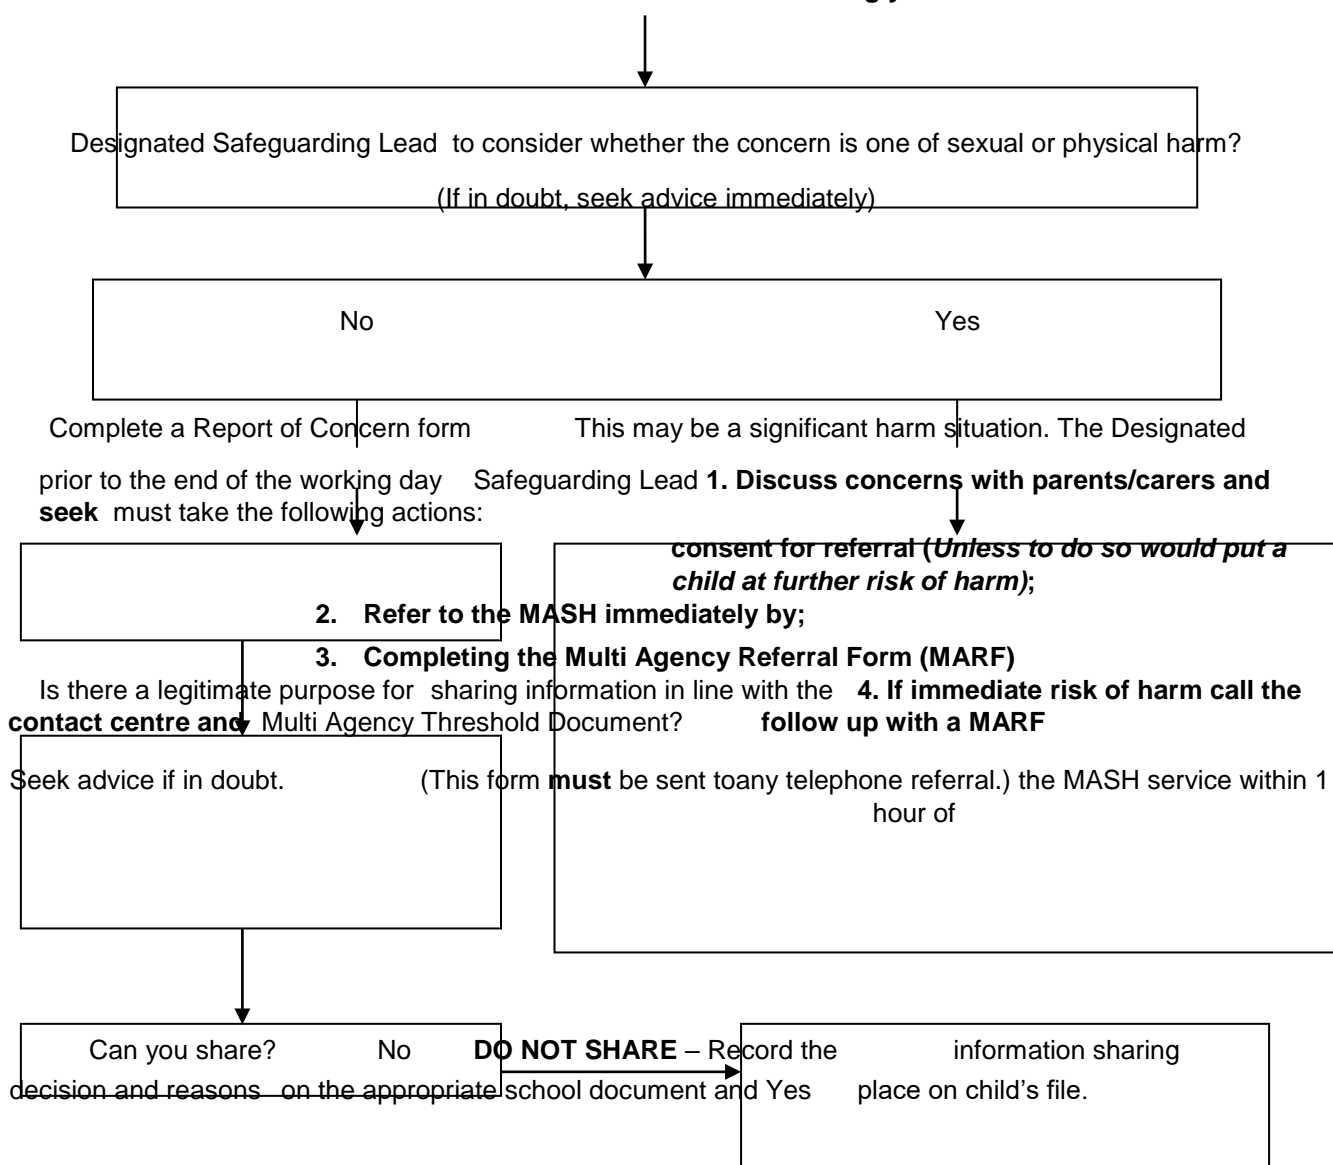 Designated Safeguarding Lead to consider whether the concern is one of sexual or physical harm?
(If in doubt, seek advice immediately)
No Yes
Complete a Report of Concern form This may be a significant harm situation. The Designated
prior to the end of the working day Safeguarding Lead 1. Discuss concerns with parents/carers and
seek must take the following actions:
consent for referral (Unless to do so would put a
child at further risk of harm);
2. Refer to the MASH immediately by;
3. Completing the Multi Agency Referral Form (MARF)
Is there a legitimate purpose for sharing information in line with the 4. If immediate risk of harm call the
contact centre and Multi Agency Threshold Document? follow up with a MARF
Seek advice if in doubt. (This form must be sent toany telephone referral.) the MASH service within 1
hour of
Can you share? No DO NOT SHARE – Record the information sharing
decision and reasons on the appropriate school document and Yes place on child's file.